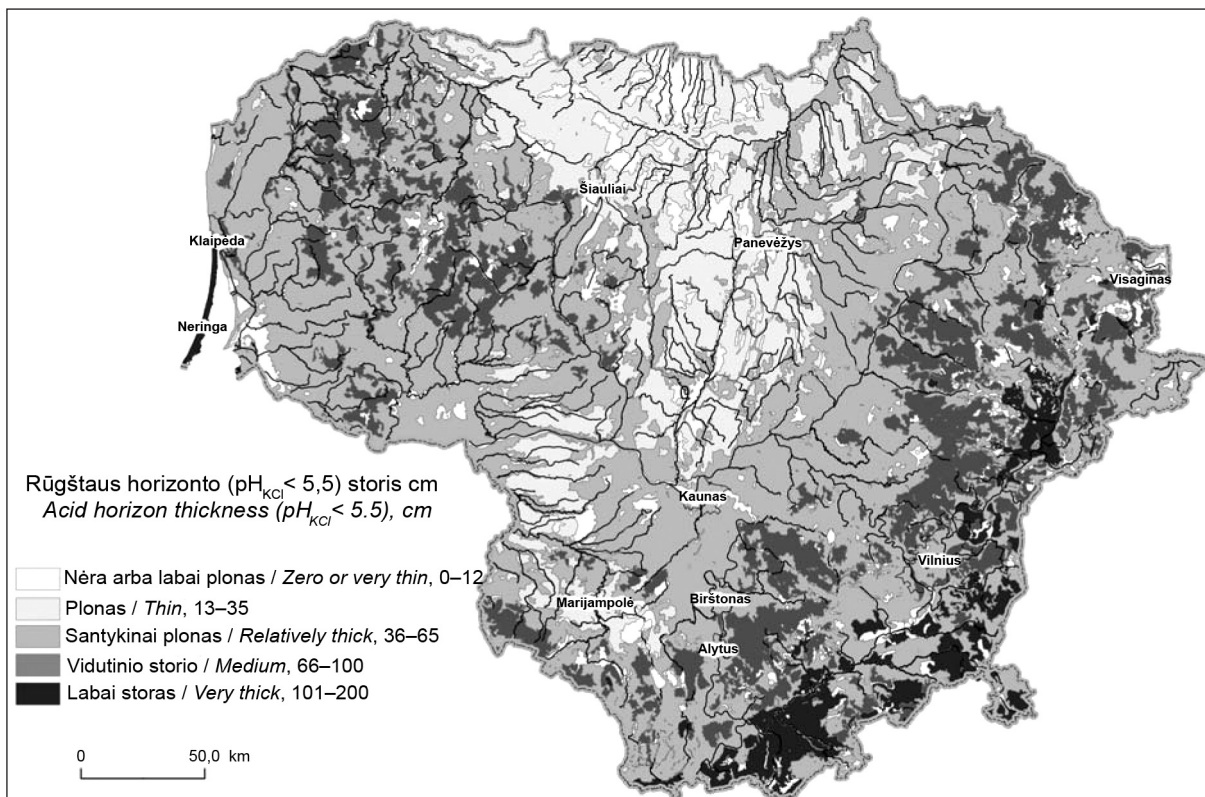 Šiauliai
Klaipėda
Panevėžys
Visaginas
Neringa
Rūgštaus horizonto (pHKCl< 5,5) storis cm
Acid horizon thickness (pHKCl< 5.5), cm
Kaunas
Vilnius
Nėra arba labai plonas / Zero or very thin, 0–12
Plonas / Thin, 13–35
Marijampolė
Birštonas
Santykinai plonas / Relatively thick, 36–65
Alytus
Vidutinio storio / Medium, 66–100
Labai storas / Very thick, 101–200
0 50,0 km